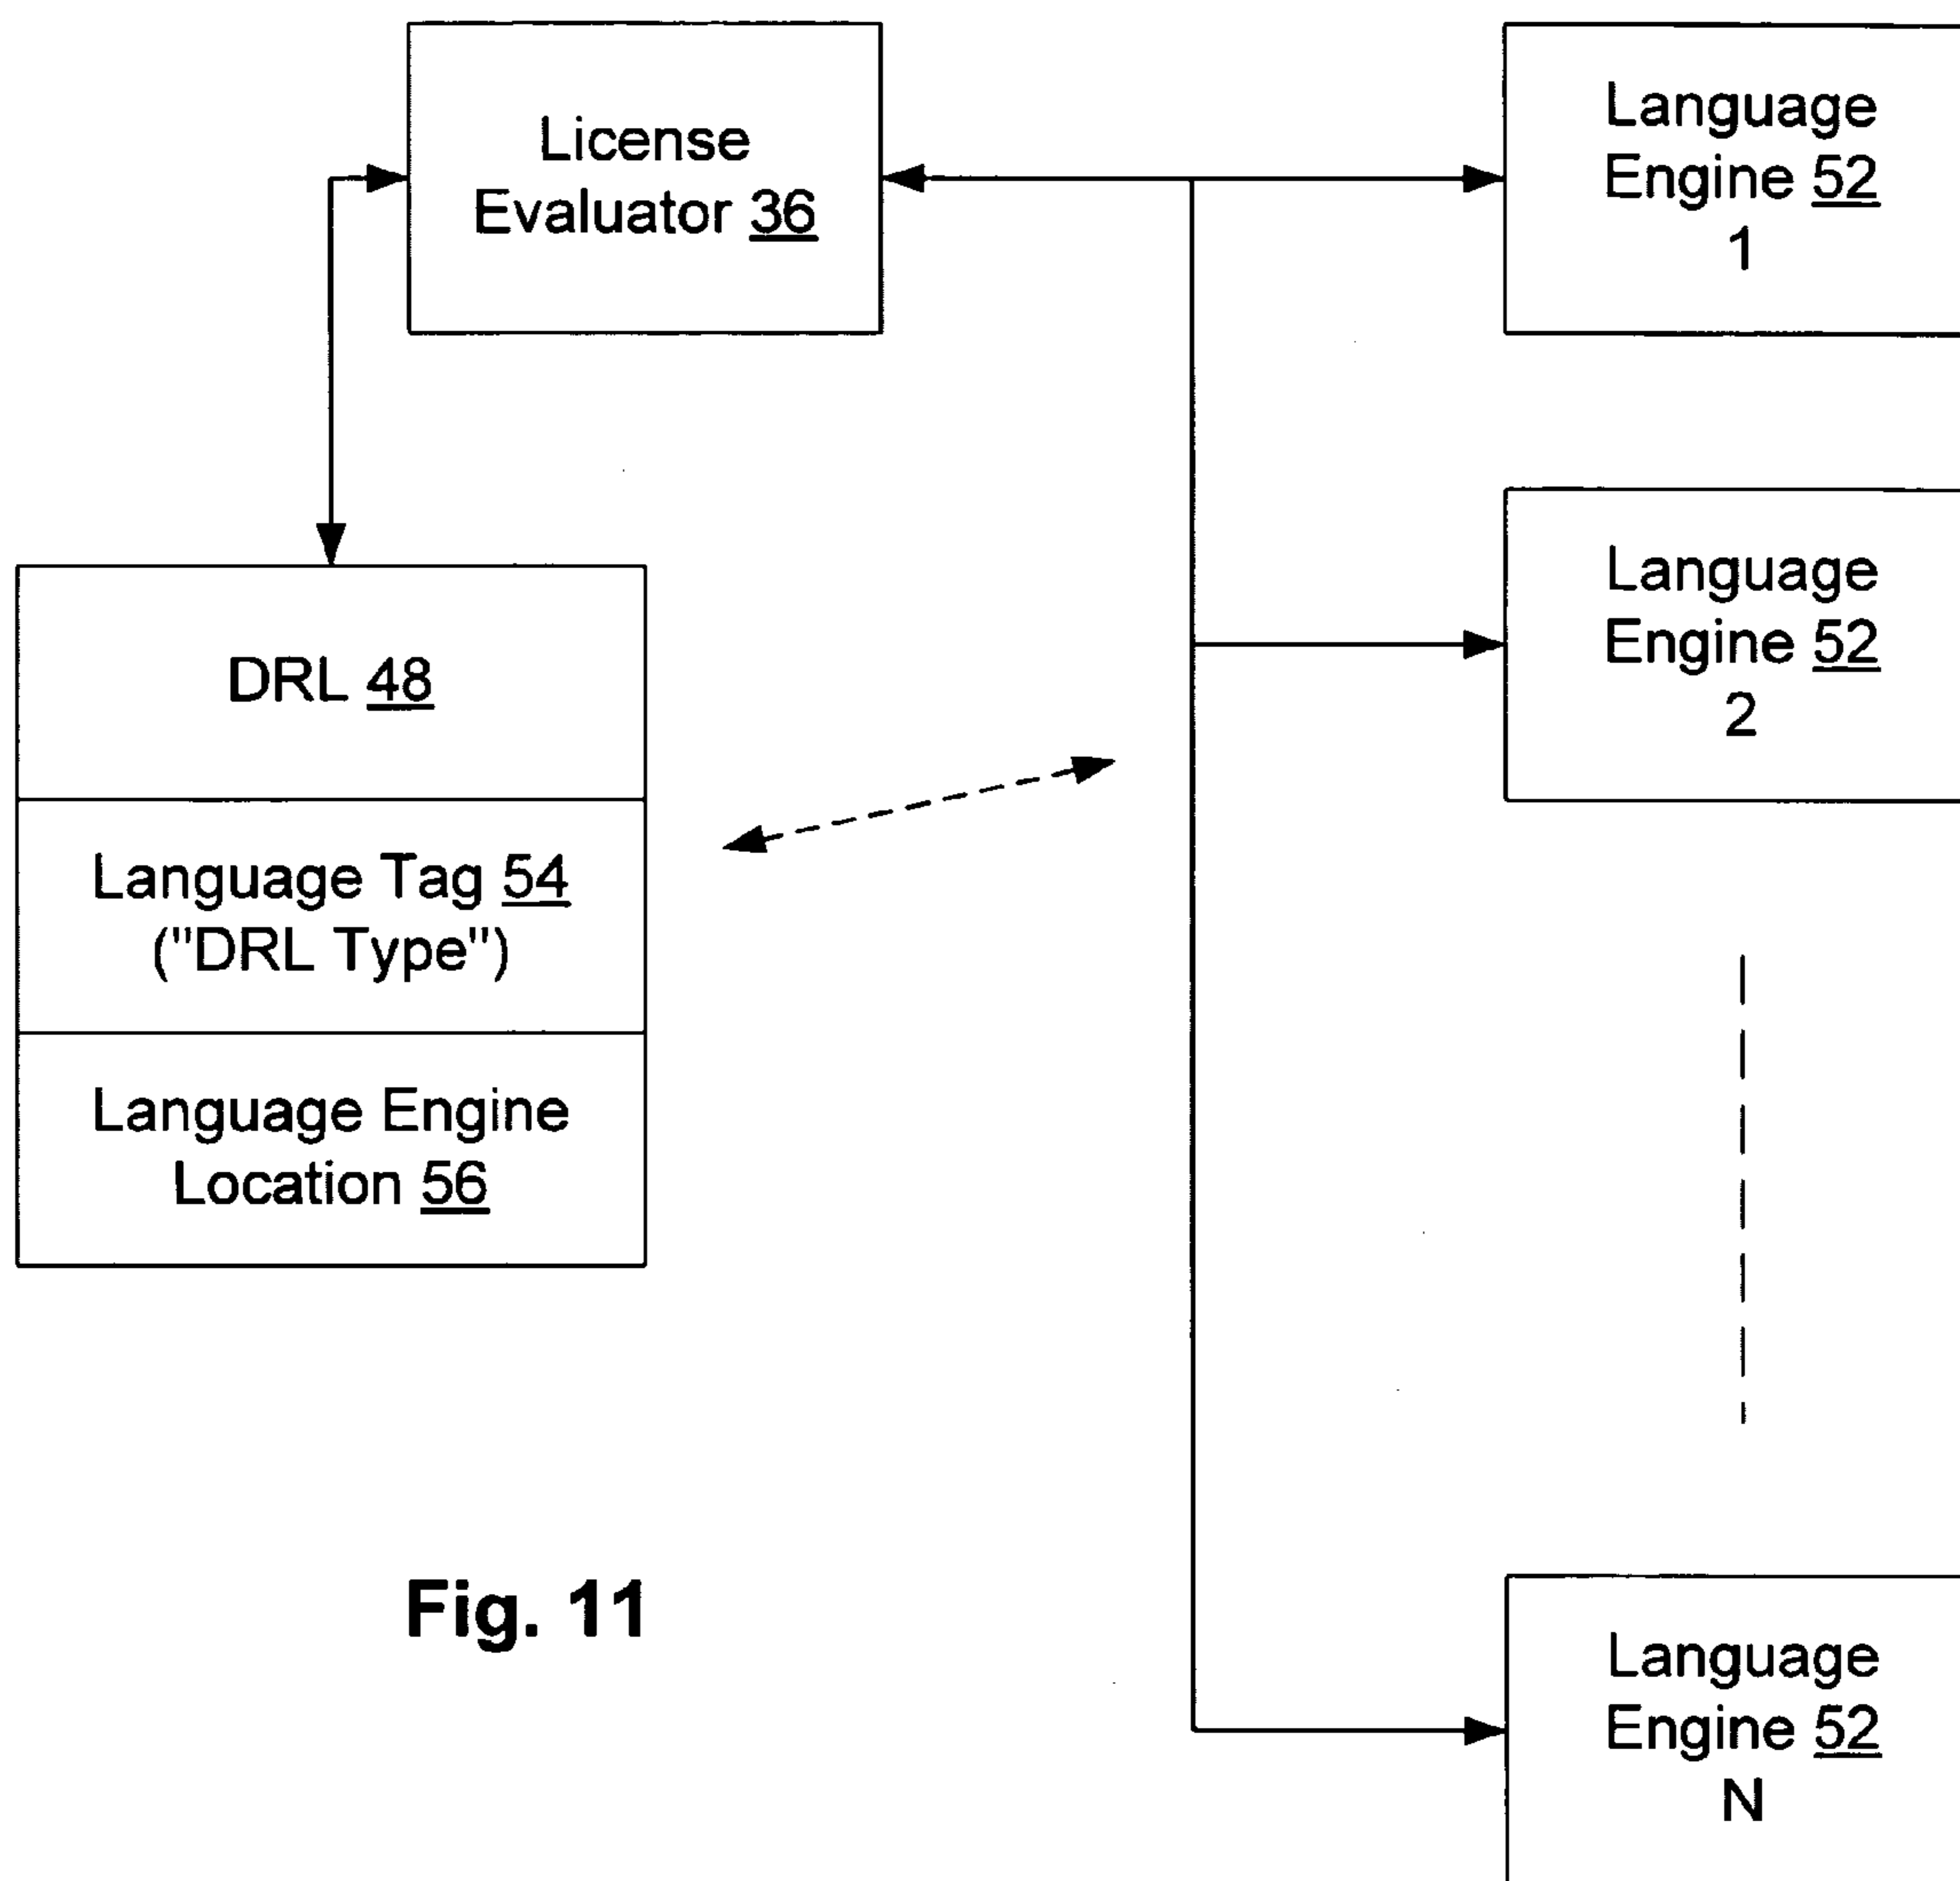 License
Evaluator 36
Language
Engine 52
1
Language
Engine 52
2
DRL 48
Language Tag 54
("DRL Type")
Language Engine
Location 56
Language
Engine 52
N
Fig. 11